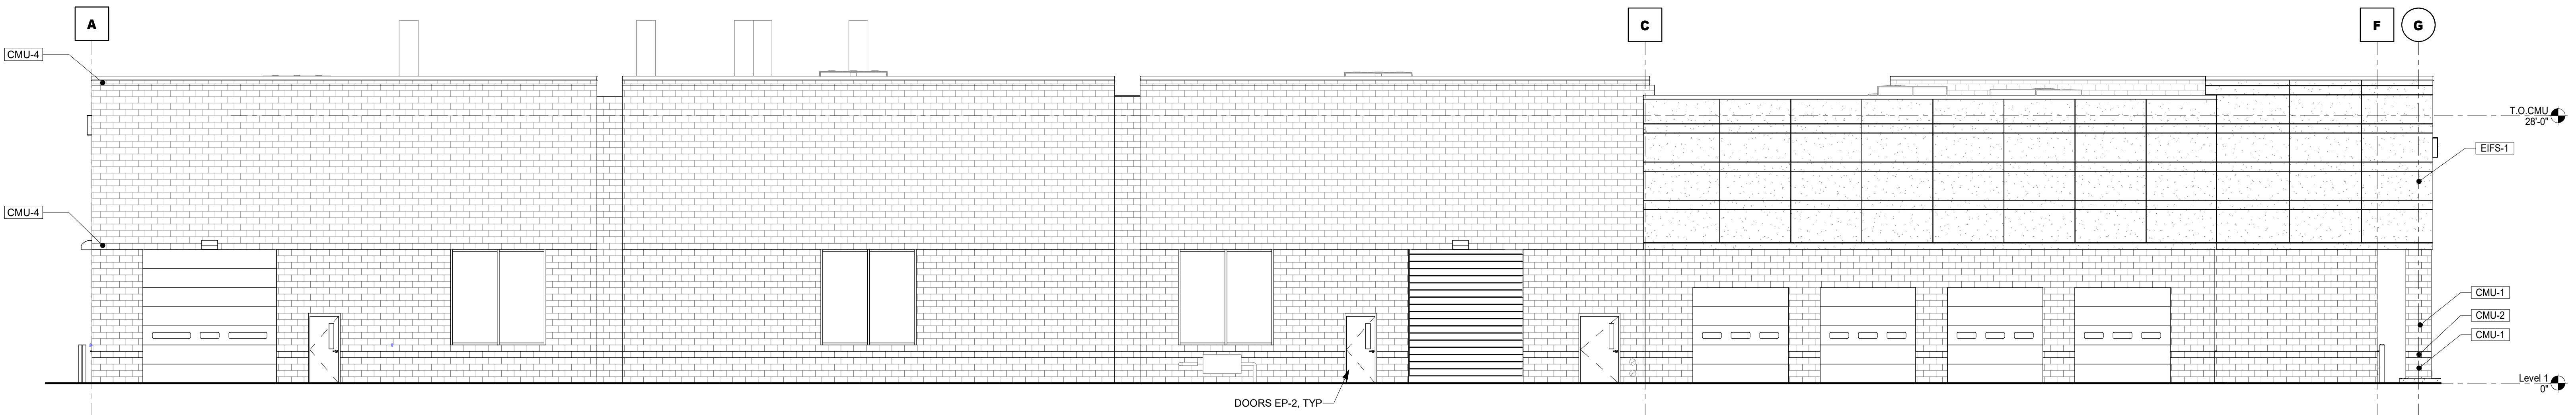 A
C
F
G
CMU-4
T.O.CMU
28'-0"
EIFS-1
CMU-4
CMU-1
CMU-2
CMU-1
Level 1
0"
DOORS EP-2, TYP